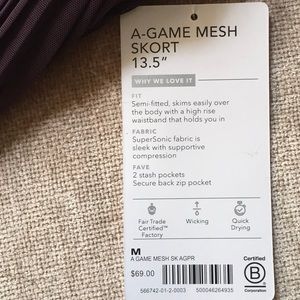 A-GAME MESH
SKORT
13.5"
WHY WE LOVE IT
FIT
Semi-fitted, skims easily over
the body with a high rise
waistband that holds you in
FABRIC
SuperSonic fabric is
sleek with supportive
compression
FAVE
2 stash pockets
Secure back zip pocket
Fair Trade
Certified™
Factory
Wicking
Quick
Drying
M
A GAME MESH SK AGPR
$69.00
566742-01-2-0003
500046264935
Certified
B
Corporation